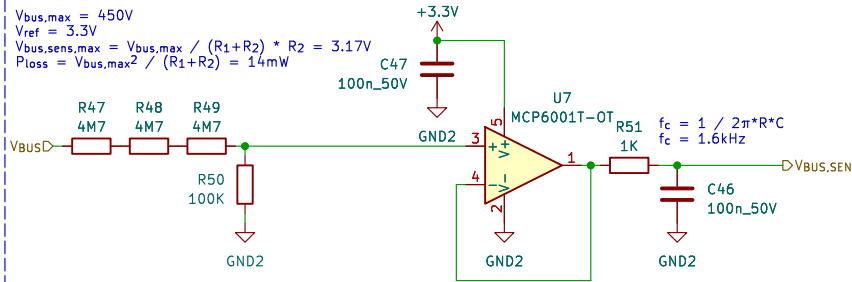 Vbus,max = 450V
Vref = 3.3V
Vbus,sens,max = Vbus,max / (R1+R2) * R2 = 3.17V
Ploss = Vbus,max² / (R1+R2) = 14mW
+3.3V
C47
100n_50V
GND2
U7
MCP6001T-OT
R47
4M7
R48
4M7
R49
4M7
VBUS
R50
100K
GND2
3
+
V+
5
4
-
V-
2
1
GND2
R51
1K
fc = 1 / 2π*R*C
fc = 1.6kHz
VBUS,SEN
C46
100n_50V
GND2